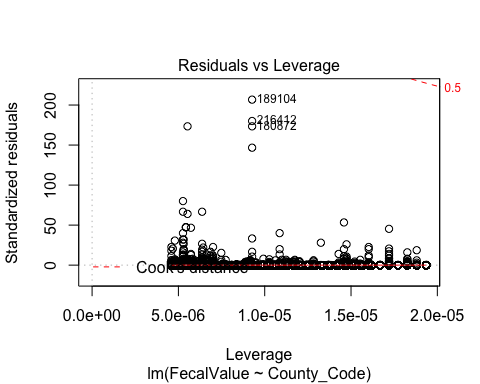 Residuals vs Leverage
Standardized residuals
200
150
100
50
0
189104
216412
180872
0.5
Cook's distance
0.0e+00 5.0e-06 1.0e-05 1.5e-05 2.0e-05
Leverage
lm(FecalValue ~ County_Code)